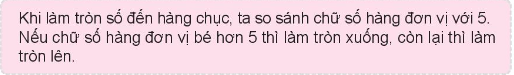 Khi làm tròn số đến hàng chục, ta so sánh chữ số hàng đơn vị với 5.
Nếu chữ số hàng đơn vị bé hơn 5 thì làm tròn xuống, còn lại thì làm
tròn lên.